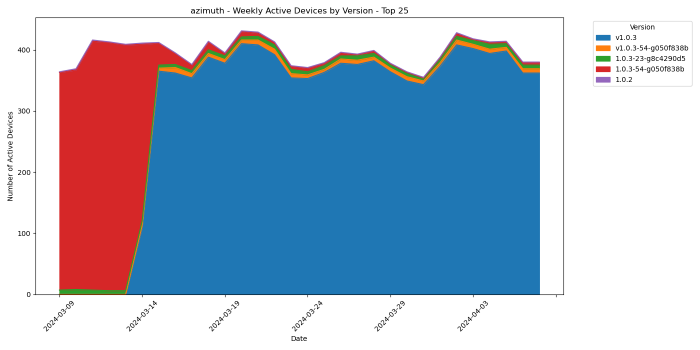 azimuth - Weekly Active Devices by Version - Top 25
Version
v1.0.3
v1.0.3-54-g050f838b
1.0.3-23-g8c4290d5
1.0.3-54-g050f838b
1.0.2
Number of Active Devices
400
300
200
100
0
2024-03-09
2024-03-14
2024-03-19
2024-03-24
2024-03-29
2024-04-03
Date